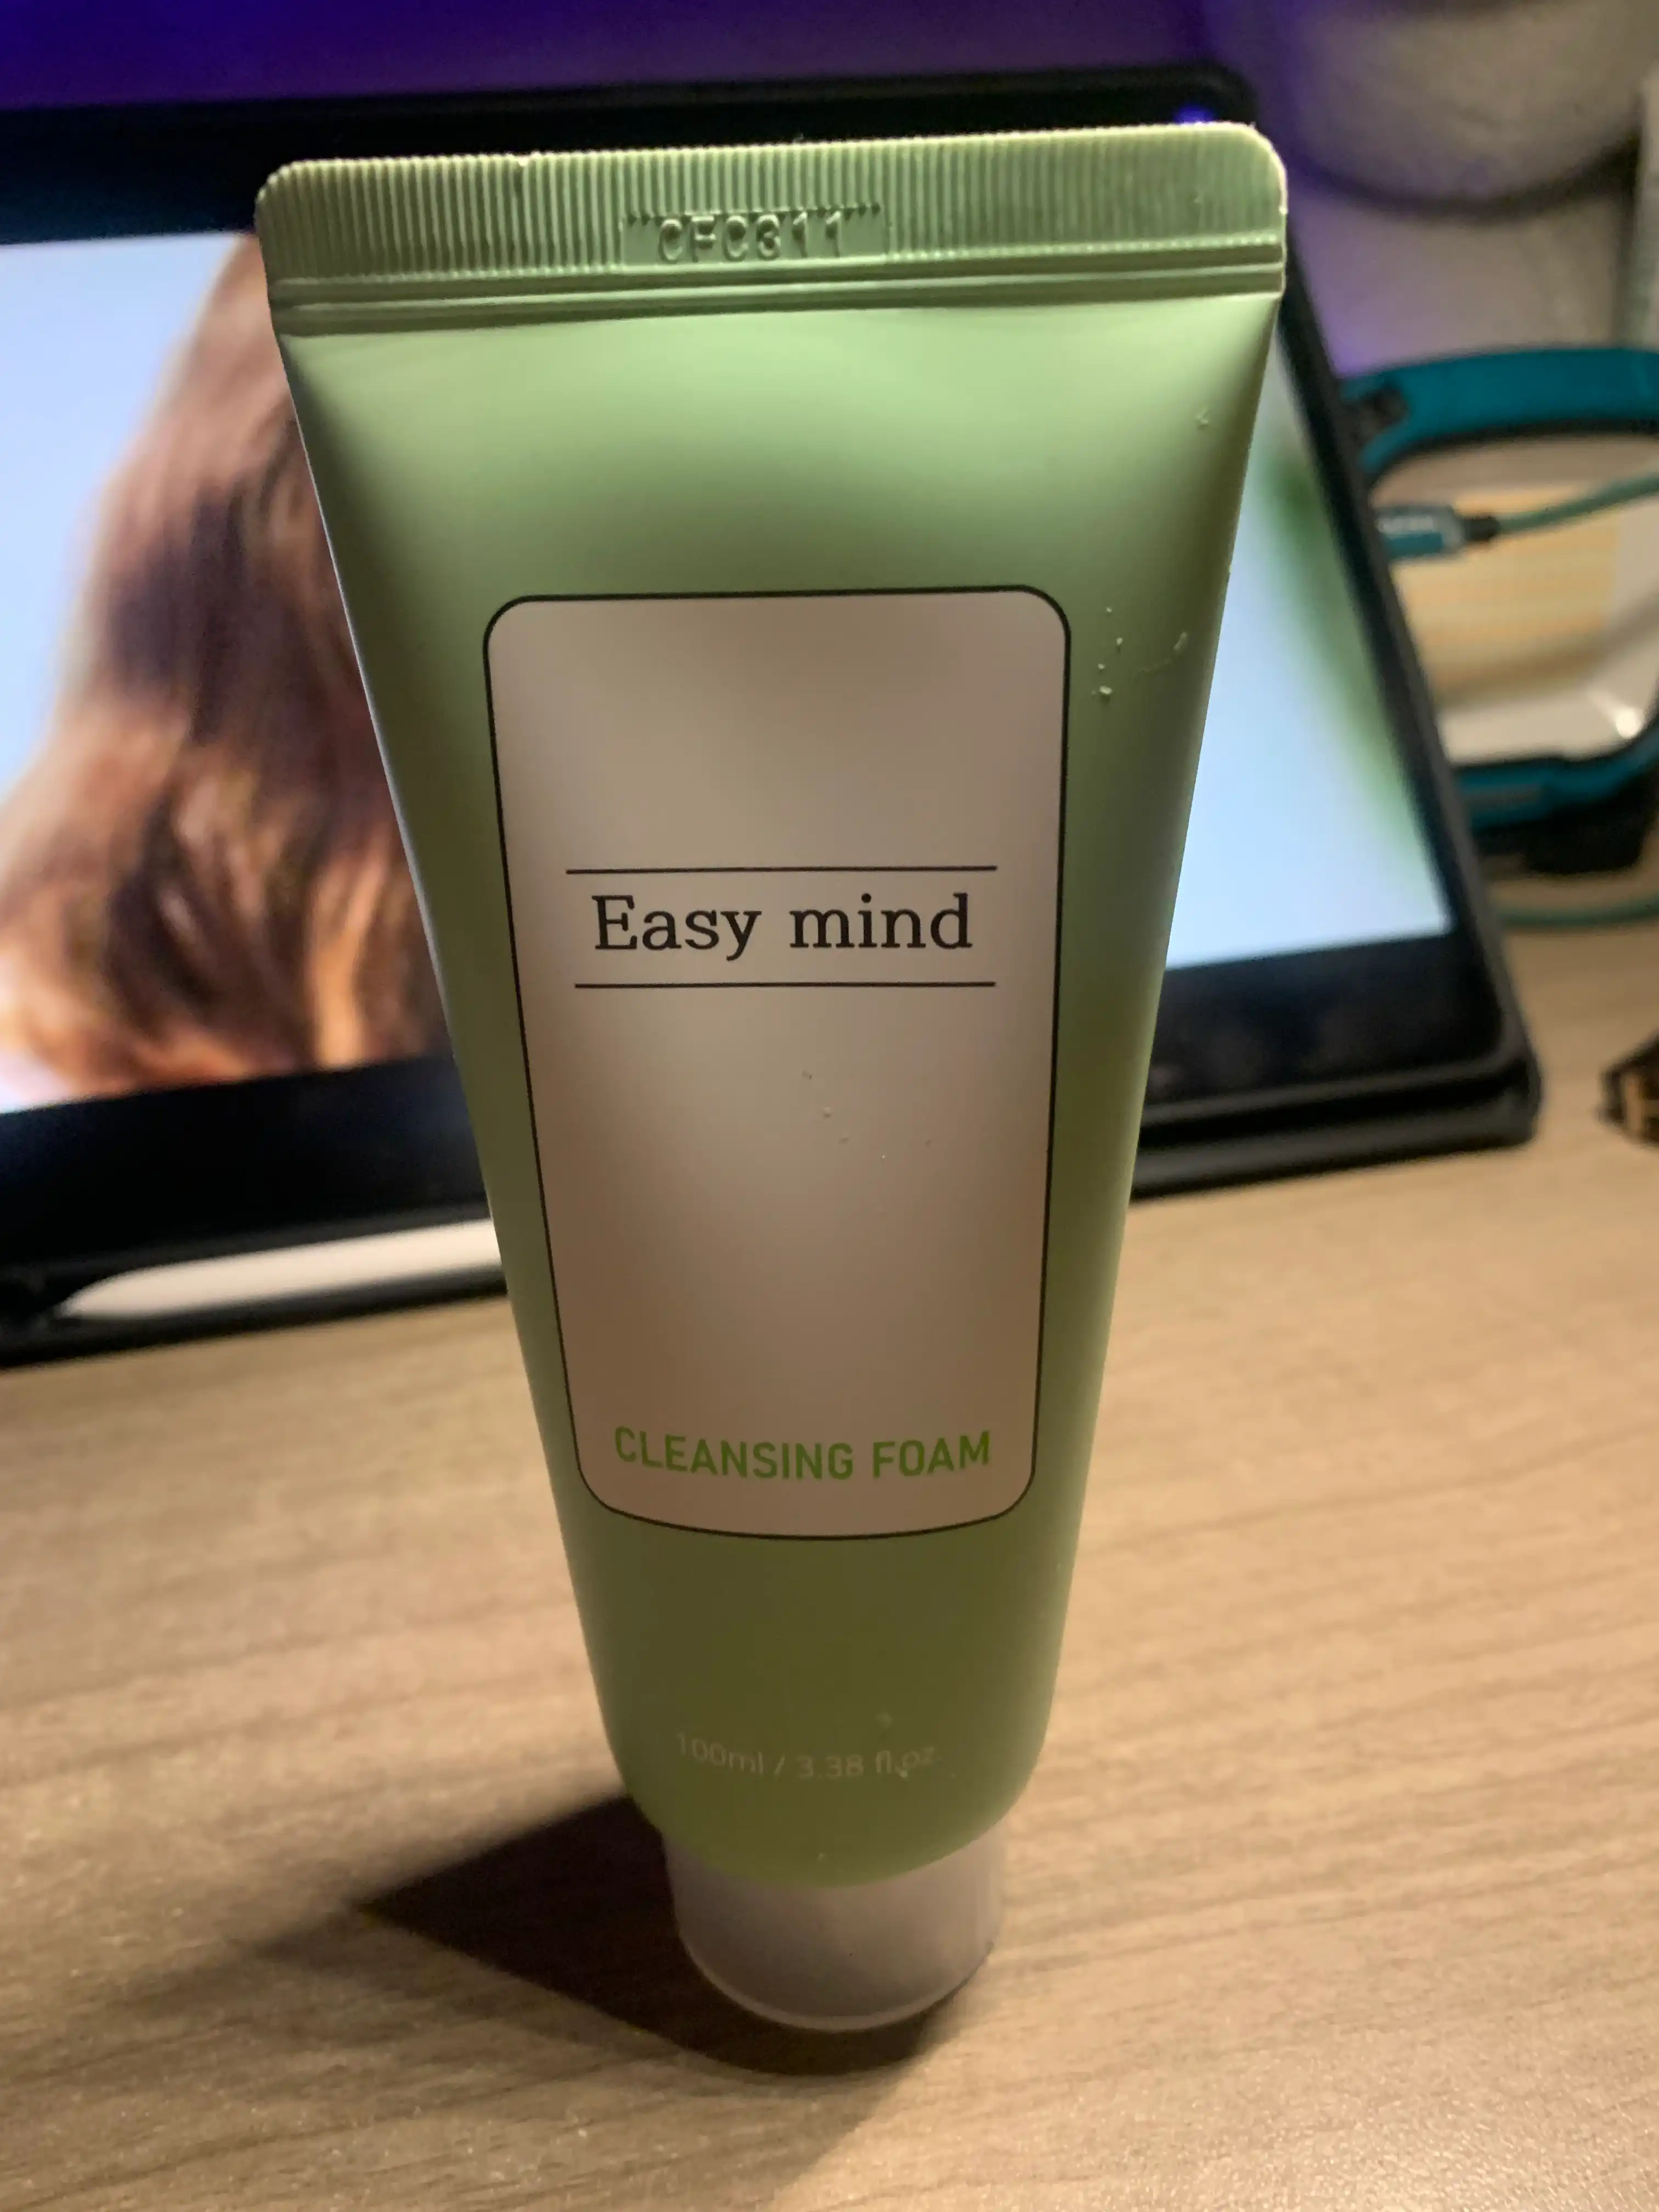 CFC311
Easy mind
CLEANSING FOAM
100ml / 3.38 fl.oz.